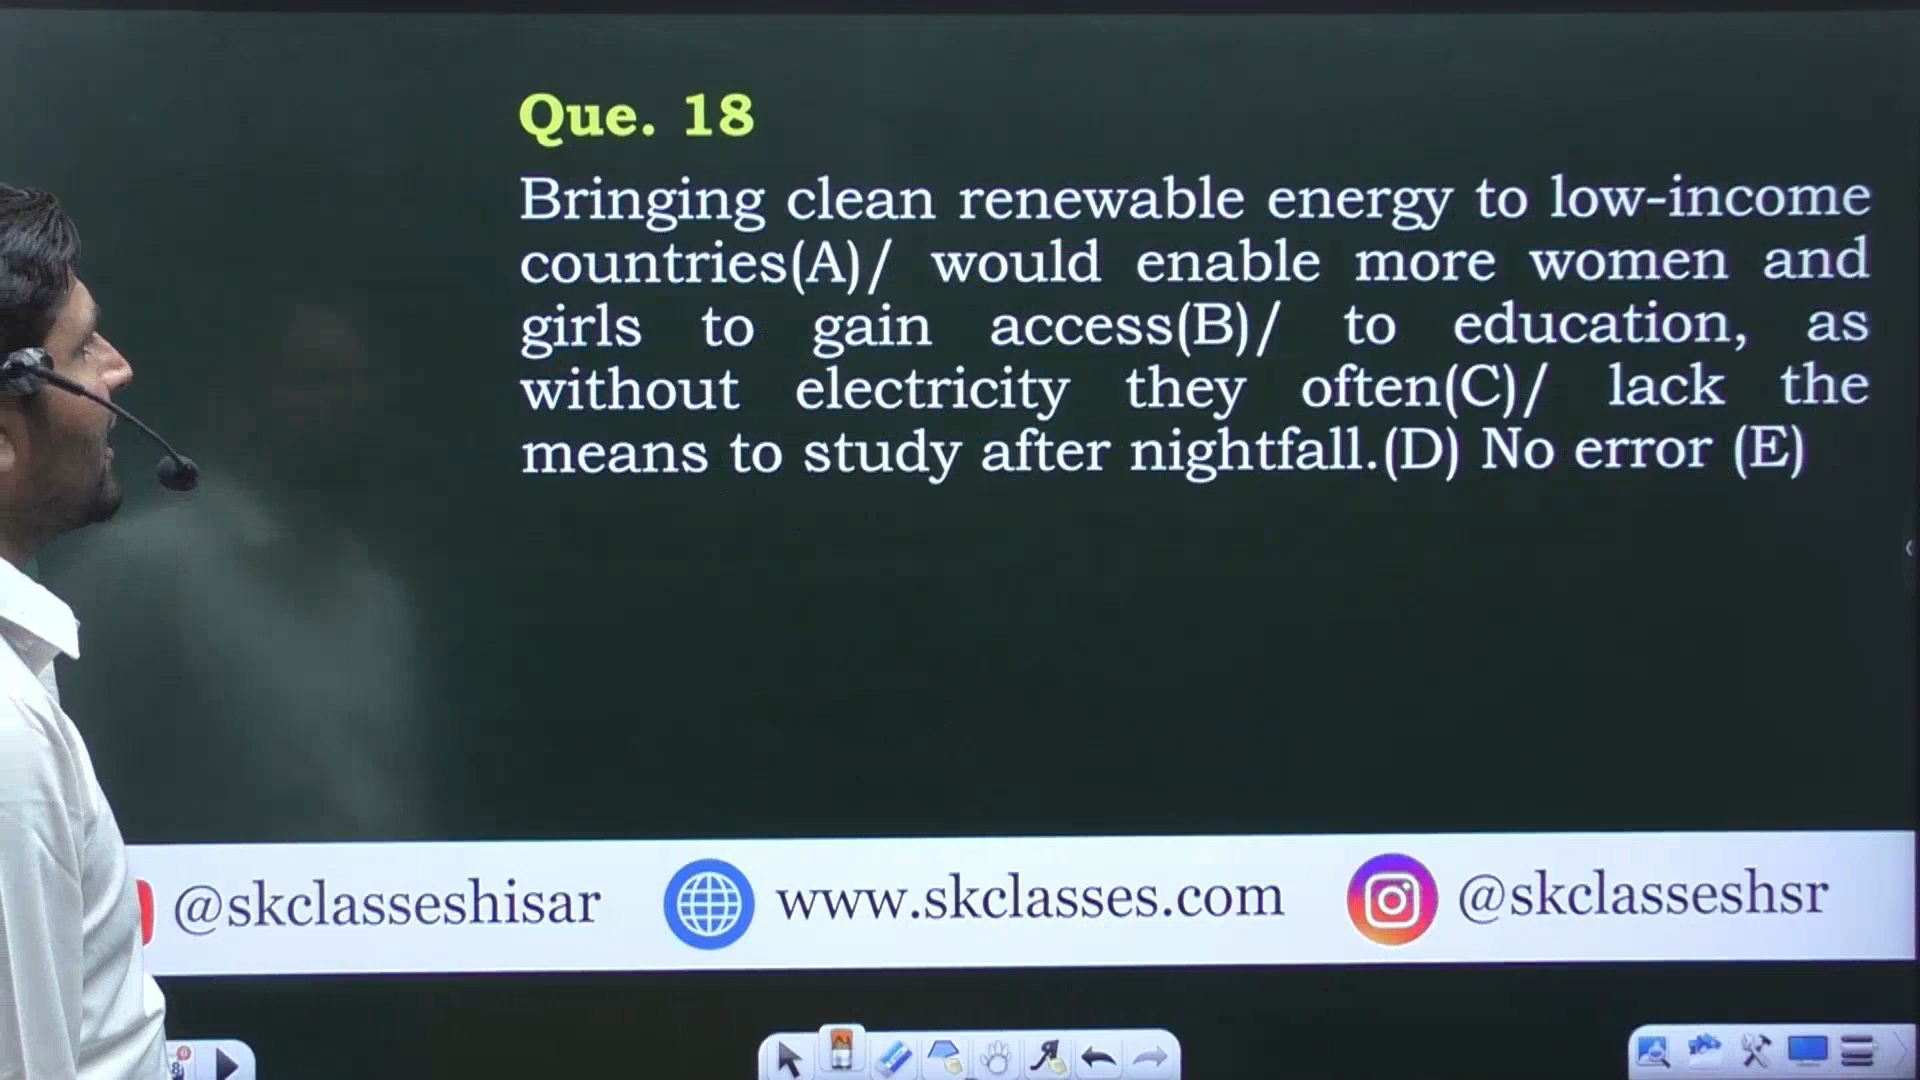 Que. 18
Bringing clean renewable energy to low-income
countries(A)/ would enable more women and
girls to gain access(B)/ to education, as
without electricity they often(C)/ lack the
means to study after nightfall.(D) No error (E)
@skclasseshisar www.skclasses.com @skclasseshsr